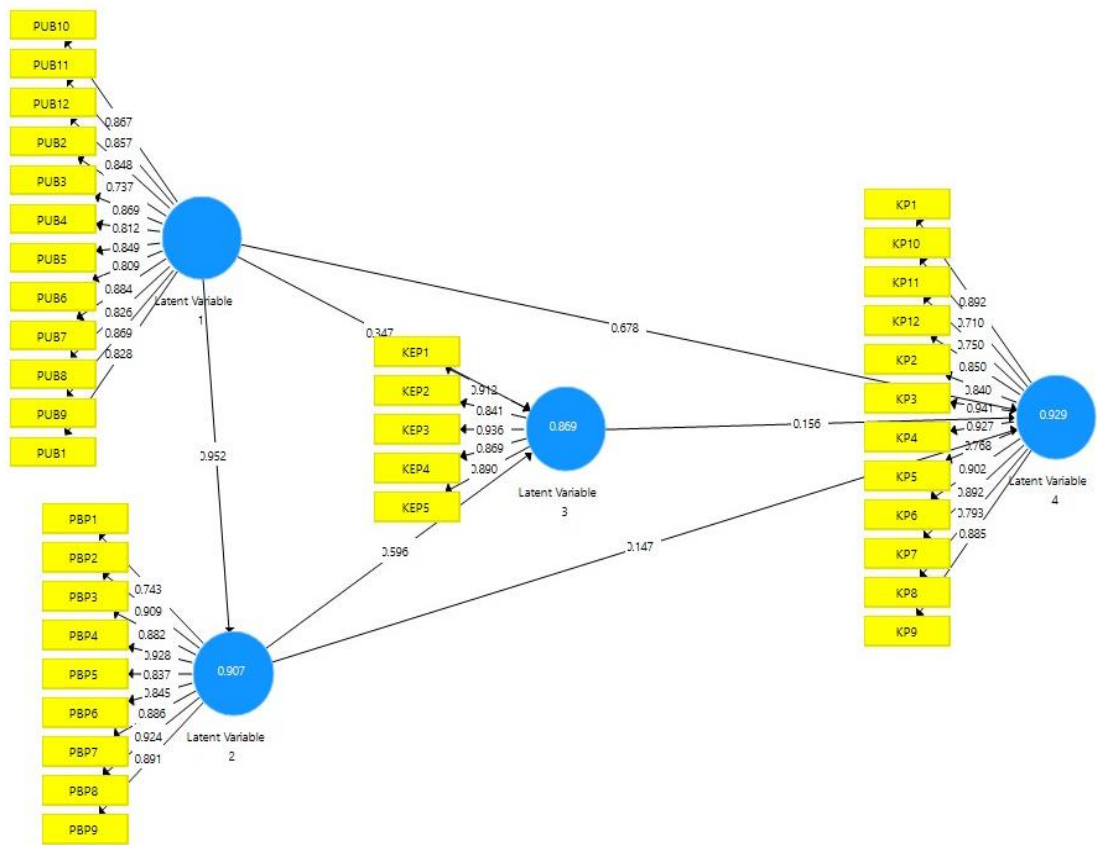 PUB10
PUB11
PUB12
PUB2
PUB3
PUB4
PUB5
PUB6
PUB7
PUB8
PUB9
PUB1
0.867
0.857
0.848
0.737
0.869
0.812
0.849
0.809
0.884
0.826
0.869
0.828
Latent Variable
1
0.347
0.678
0.952
KEP1
KEP2
KEP3
KEP4
KEP5
0.912
0.841
0.936
0.869
0.890
0.869
Latent Variable
3
0.156
0.596
0.147
PBP1
PBP2
PBP3
PBP4
PBP5
PBP6
PBP7
PBP8
PBP9
0.743
0.909
0.882
0.928
0.837
0.845
0.886
0.924
0.891
0.907
Latent Variable
2
KP1
KP10
KP11
KP12
KP2
KP3
KP4
KP5
KP6
KP7
KP8
KP9
0.892
0.710
0.750
0.850
0.840
0.941
0.927
0.768
0.902
0.892
0.793
0.885
0.929
Latent Variable
4